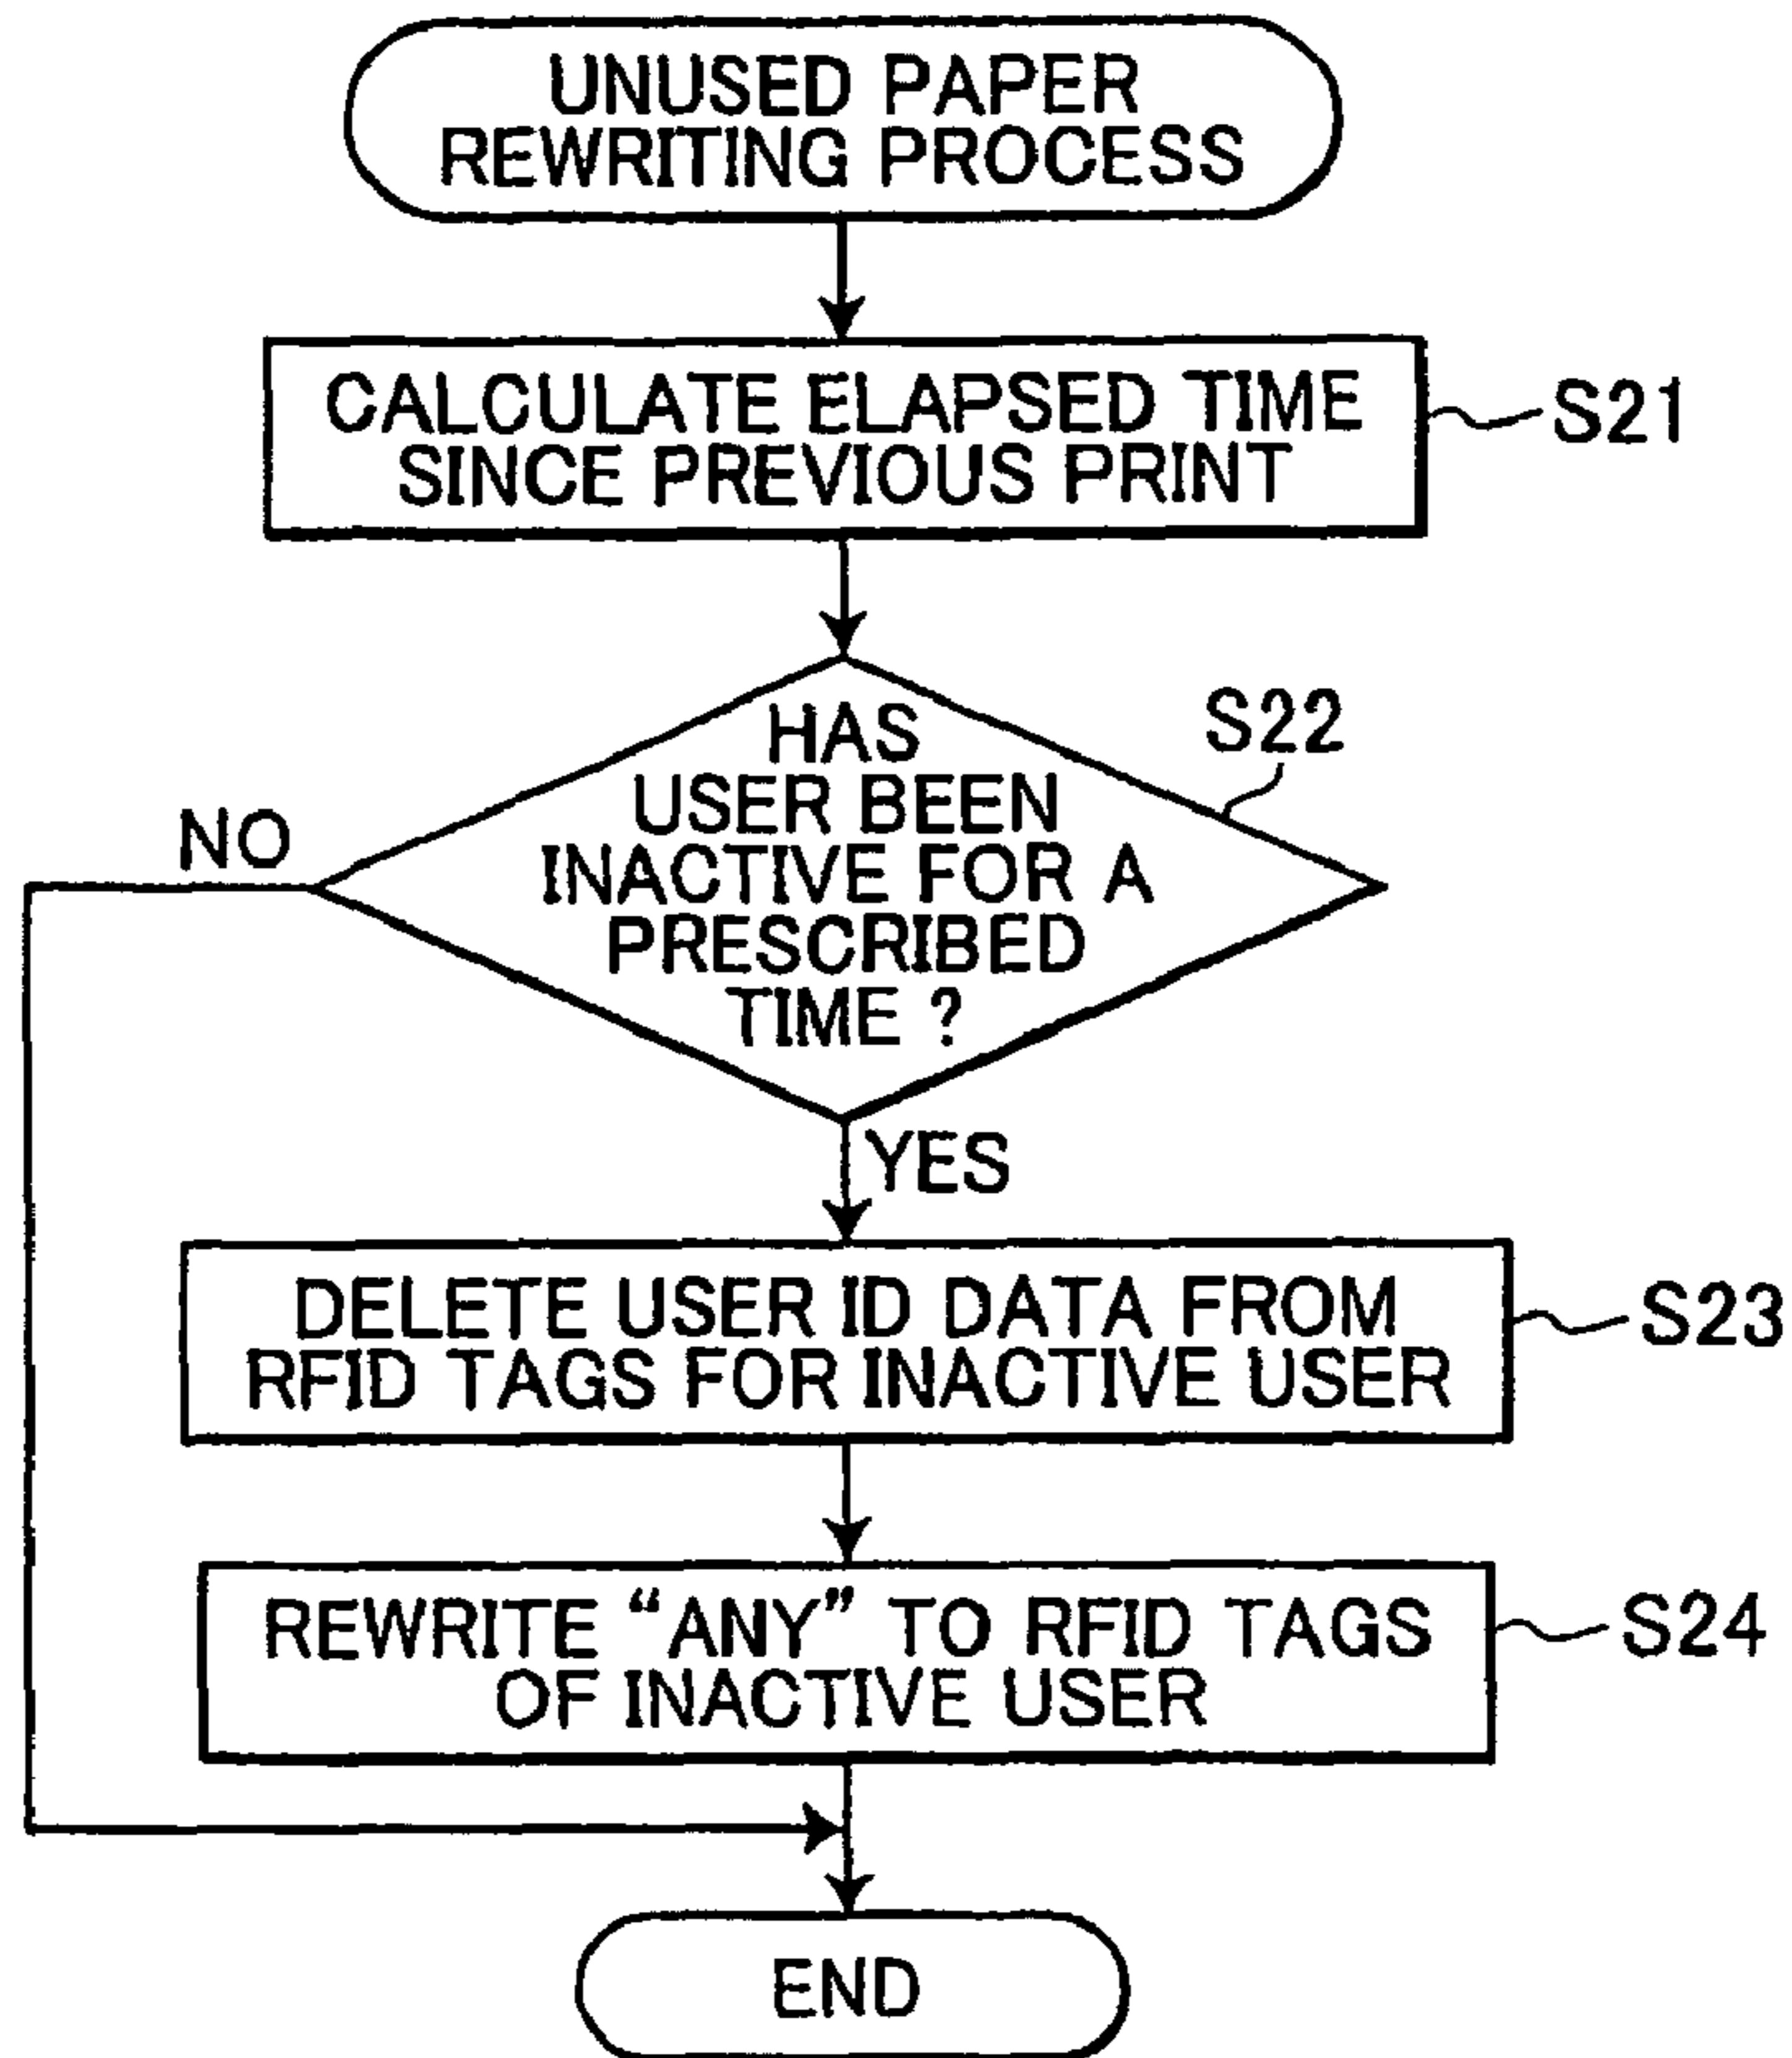 UNUSED PAPER
REWRITING PROCESS
CALCULATE ELAPSED TIME
SINCE PREVIOUS PRINT
S21
HAS
USER BEEN
INACTIVE FOR A
PRESCRIBED
TIME ?
S22
NO
YES
DELETE USER ID DATA FROM
RFID TAGS FOR INACTIVE USER
S23
REWRITE “ANY” TO RFID TAGS
OF INACTIVE USER
S24
END